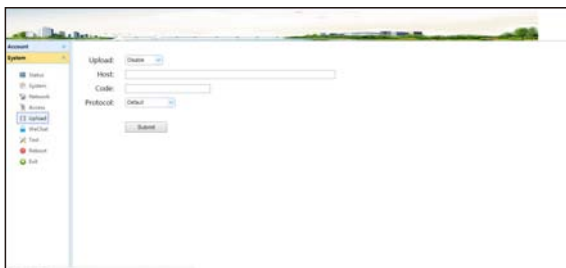 Account
System
Status
System
Network
Access
Upload
WeChat
Tool
Reboot
Exit
Upload: Disable
Host:
Code:
Protocol: Default
Submit